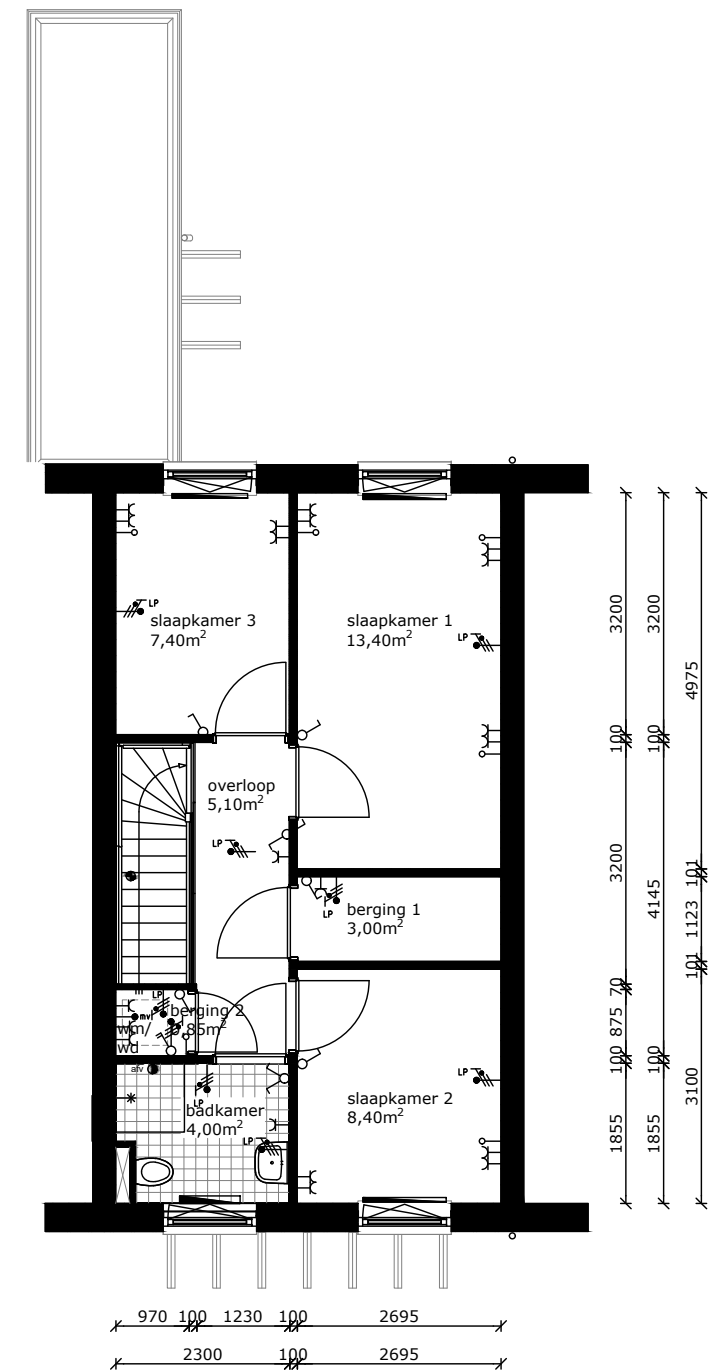 LP
slaapkamer 3
7,40m²
slaapkamer 1
13,40m²
LP
overloop
5,10m²
LP
berging 1
3,00m²
LP
LP
berging 2
mvl
wm/
wd
afv
LP
badkamer
4,00m²
LP
slaapkamer 2
8,40m²
LP
3200
100
3200
70
875
100
1855
3200
100
4145
100
1855
4975
101
1123
101
3100
970 100 1230 100 2695
2300 100 2695